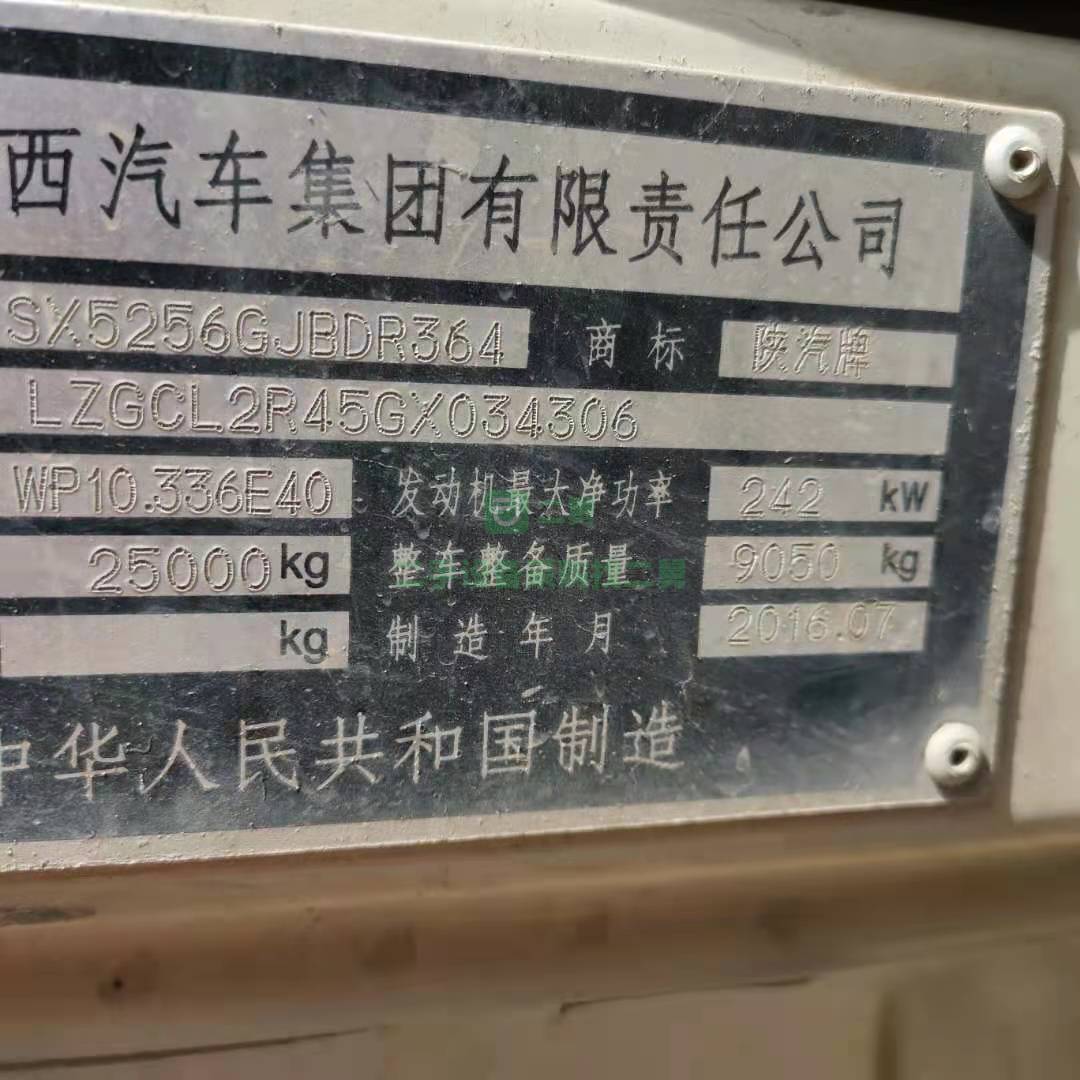 西汽车集团有限责任公司
SX5256GJBDR364 商标 陕汽牌
LZGCL2R45GX034306
WP10.336E40 发动机最大净功率 242 kW
25000 kg 整车整备质量 9050 kg
kg 制造年月 2016.07
中华人民共和国制造